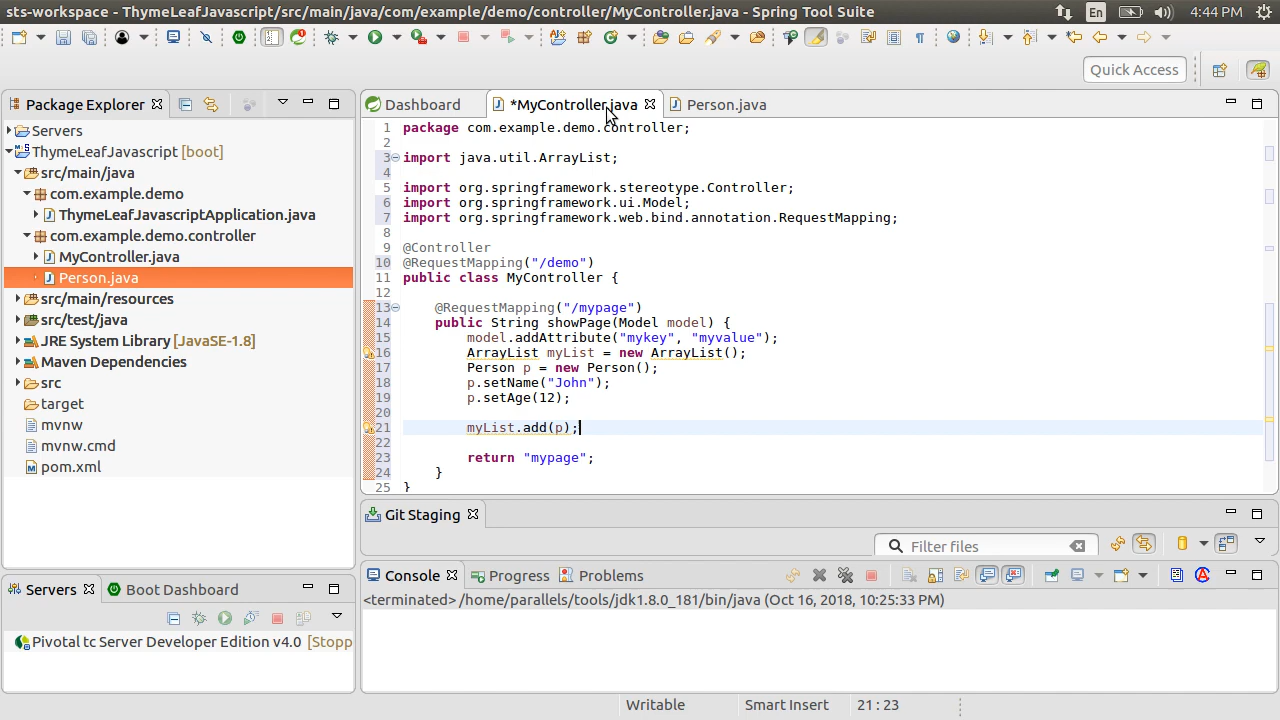 sts-workspace - ThymeLeafJavascript/src/main/java/com/example/demo/controller/MyController.java - Spring Tool Suite
En
4:44 PM
Quick Access
Package Explorer
Servers
ThymeLeafJavascript [boot]
src/main/java
com.example.demo
ThymeLeafJavascriptApplication.java
com.example.demo.controller
MyController.java
Person.java
src/main/resources
src/test/java
JRE System Library [JavaSE-1.8]
Maven Dependencies
src
target
mvnw
mvnw.cmd
pom.xml
Dashboard
*MyController.java
Person.java
1 package com.example.demo.controller;
2
3 import java.util.ArrayList;
4
5 import org.springframework.stereotype.Controller;
6 import org.springframework.ui.Model;
7 import org.springframework.web.bind.annotation.RequestMapping;
8
9 @Controller
10 @RequestMapping("/demo")
11 public class MyController {
12
13 @RequestMapping("/mypage")
14 public String showPage(Model model) {
15 model.addAttribute("mykey", "myvalue");
16 ArrayList myList = new ArrayList();
17 Person p = new Person();
18 p.setName("John");
19 p.setAge(12);
20
21 myList.add(p);
22
23 return "mypage";
24 }
25 }
Git Staging
Filter files
Servers
Boot Dashboard
Pivotal tc Server Developer Edition v4.0 [Stopp
Console
Progress
Problems
<terminated> /home/parallels/tools/jdk1.8.0_181/bin/java (Oct 16, 2018, 10:25:33 PM)
Writable
Smart Insert
21 : 23